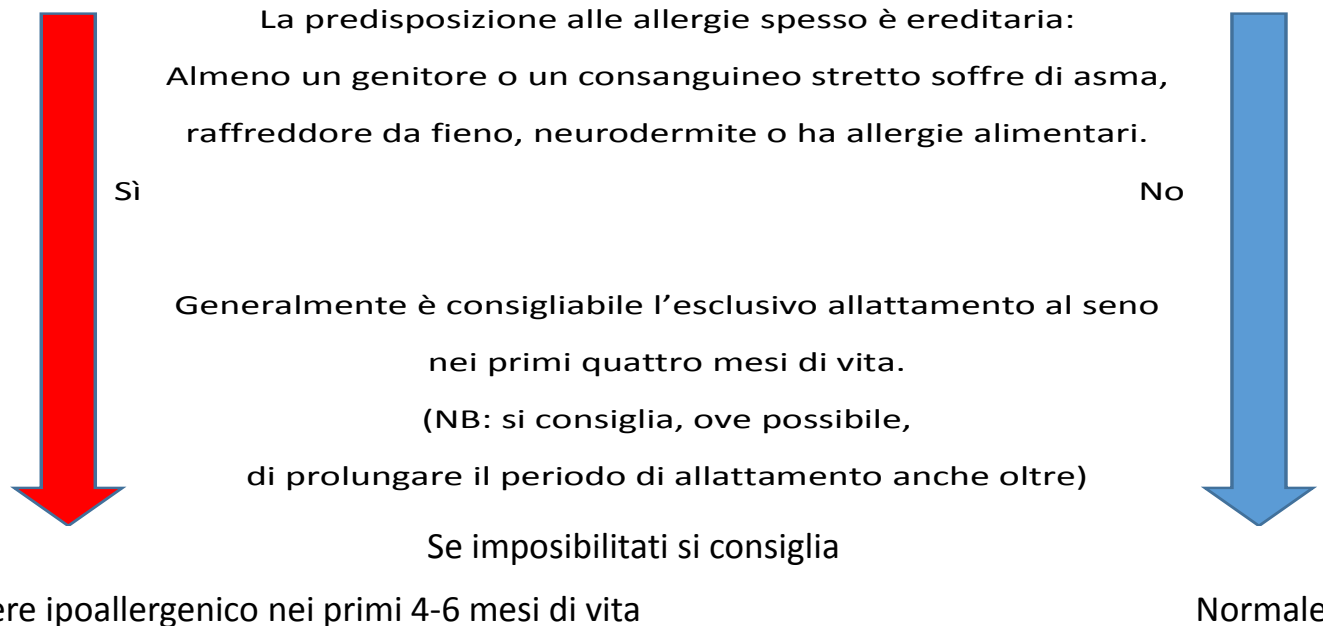 La predisposizione alle allergie spesso è ereditaria:
Almeno un genitore o un consanguineo stretto soffre di asma,
raffreddore da fieno, neurodermite o ha allergie alimentari.
Sì No
Generalmente è consigliabile l’esclusivo allattamento al seno
nei primi quattro mesi di vita.
(NB: si consiglia, ove possibile,
di prolungare il periodo di allattamento anche oltre)
Se imposibilitati si consiglia
ere ipoallergenico nei primi 4-6 mesi di vita Normale